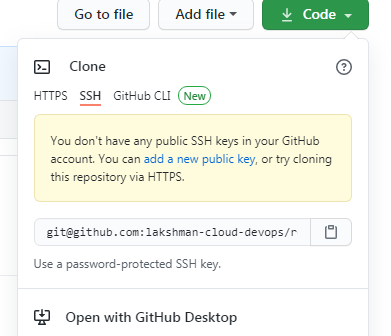 Go to file
Add file
Code
Clone
HTTPS SSH GitHub CLI New
You don't have any public SSH keys in your GitHub
account. You can add a new public key, or try cloning
this repository via HTTPS.
git@github.com:lakshman-cloud-devops/r
Use a password-protected SSH key.
Open with GitHub Desktop